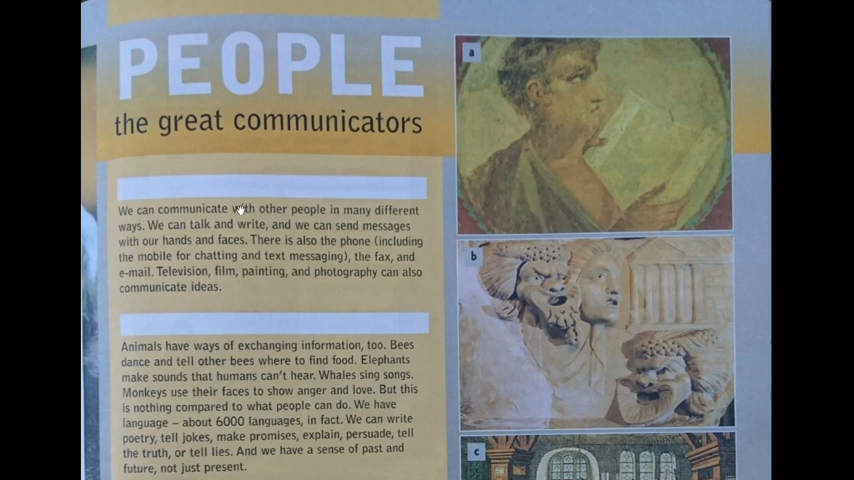 PEOPLE
the great communicators
We can communicate with other people in many different
ways. We can talk and write, and we can send messages
with our hands and faces. There is also the phone (including
the mobile for chatting and text messaging), the fax, and
e-mail. Television, film, painting, and photography can also
communicate ideas.
Animals have ways of exchanging information, too. Bees
dance and tell other bees where to find food. Elephants
make sounds that humans can't hear. Whales sing songs.
Monkeys use their faces to show anger and love. But this
is nothing compared to what people can do. We have
language – about 6000 languages, in fact. We can write
poetry, tell jokes, make promises, explain, persuade, tell
the truth, or tell lies. And we have a sense of past and
future, not just present.
a
b
c